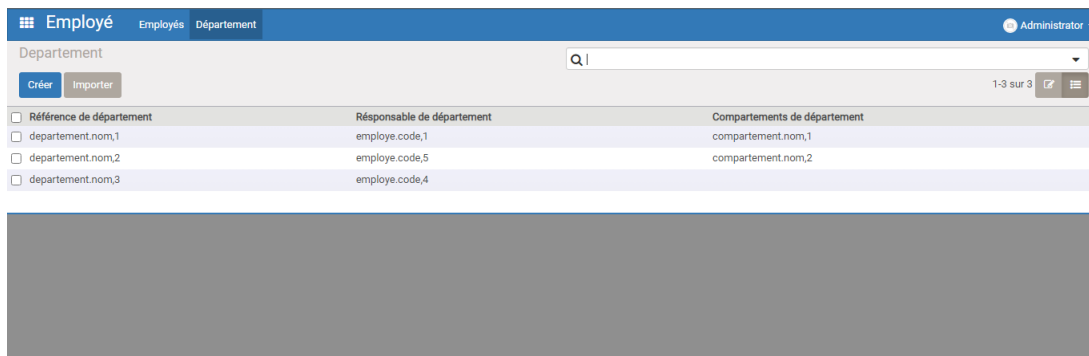 Employé Employés Département Administrator
Departement
Créer Importer 1-3 sur 3
Référence de département Résponsable de département Compartements de département
departement.nom,1 employe.code,1 compartement.nom,1
departement.nom,2 employe.code,5 compartement.nom,2
departement.nom,3 employe.code,4